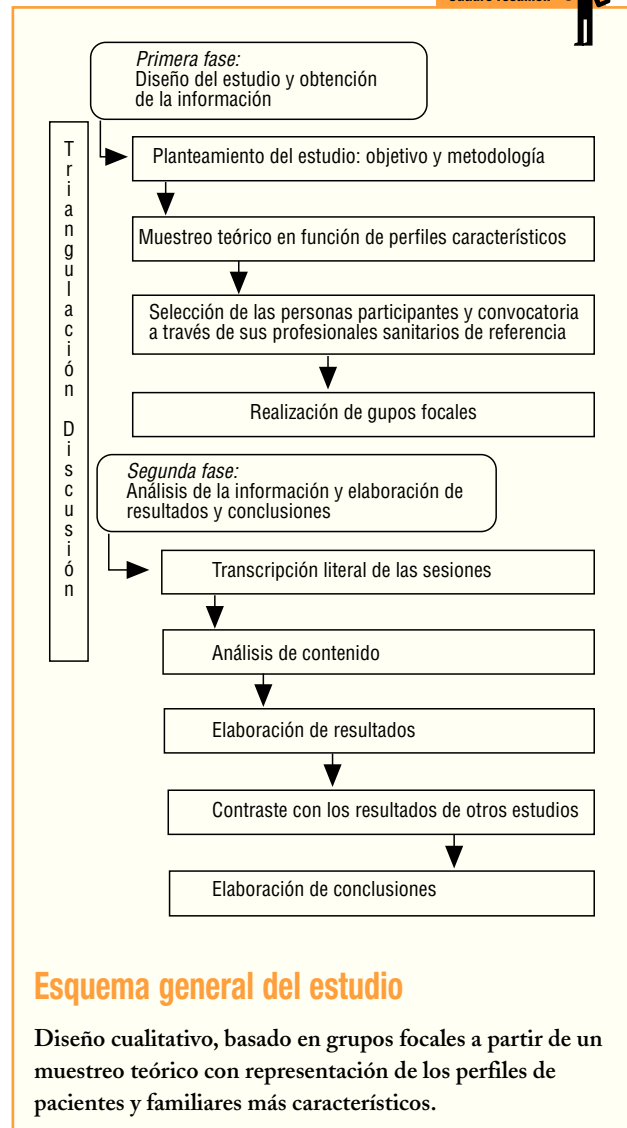 Primera fase:
Diseño del estudio y obtención
de la información
Triangulación Discusión
Planteamiento del estudio: objetivo y metodología
Muestreo teórico en función de perfiles característicos
Selección de las personas participantes y convocatoria
a través de sus profesionales sanitarios de referencia
Realización de gupos focales
Segunda fase:
Análisis de la información y elaboración de
resultados y conclusiones
Transcripción literal de las sesiones
Análisis de contenido
Elaboración de resultados
Contraste con los resultados de otros estudios
Elaboración de conclusiones
Esquema general del estudio
Diseño cualitativo, basado en grupos focales a partir de un
muestreo teórico con representación de los perfiles de
pacientes y familiares más característicos.